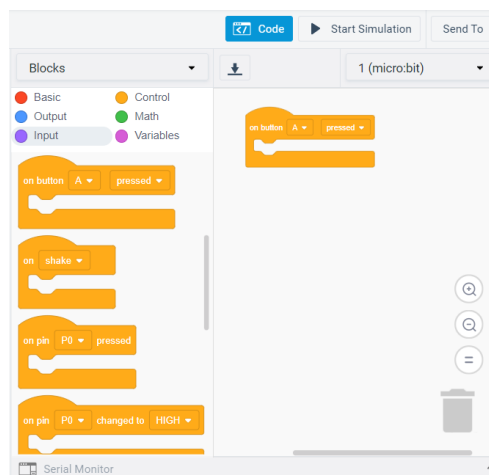 Code
Start Simulation
Send To
Blocks
1 (micro:bit)
Basic
Control
Output
Math
Input
Variables
on button A pressed
on shake
on pin P0 pressed
on pin P0 changed to HIGH
on button A pressed
Serial Monitor